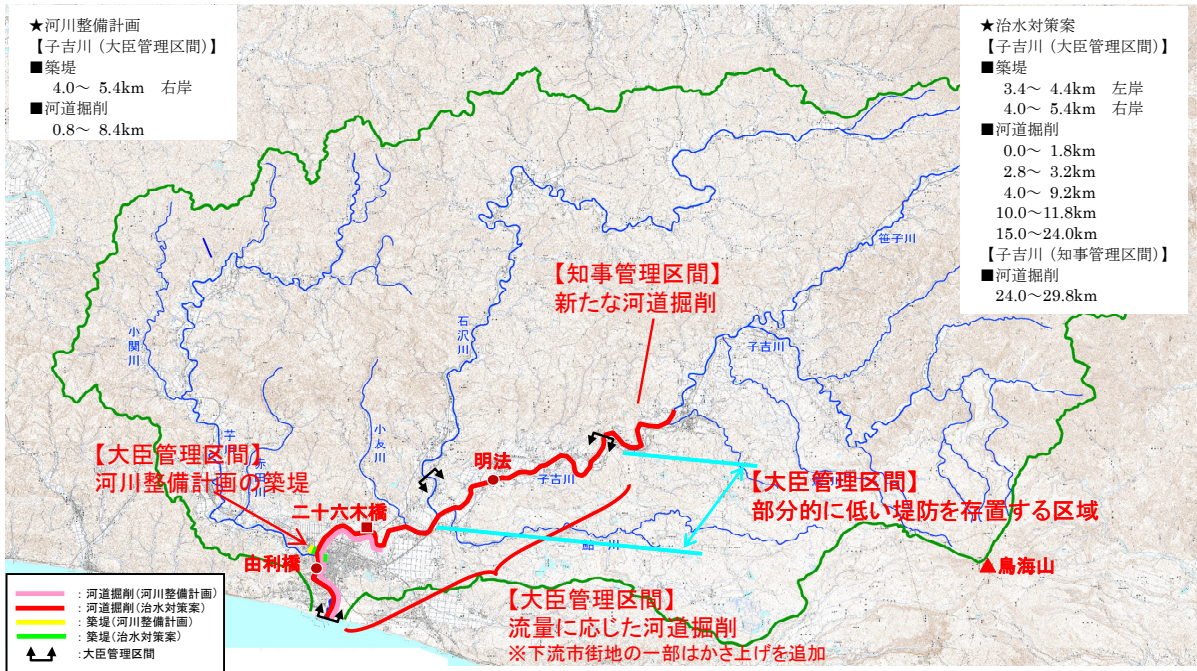 ★河川整備計画
【子吉川（大臣管理区間）】
■築堤
4.0～ 5.4km　右岸
■河道掘削
0.8～ 8.4km
★治水対策案
【子吉川（大臣管理区間）】
■築堤
3.4～ 4.4km　左岸
4.0～ 5.4km　右岸
■河道掘削
0.0～ 1.8km
2.8～ 3.2km
4.0～ 9.2km
10.0～11.8km
15.0～24.0km
【子吉川（知事管理区間）】
■河道掘削
24.0～29.8km
笹子川
【知事管理区間】
新たな河道掘削
石沢川
小関川
子吉川
芋川
小友川
赤田川
【大臣管理区間】
河川整備計画の築堤
明法
子吉川
二十六木橋
由利橋
鮎川
【大臣管理区間】
部分的に低い堤防を存置する区域
鳥海山
【大臣管理区間】
流量に応じた河道掘削
※下流市街地の一部はかさ上げを追加
：河道掘削(河川整備計画)
：河道掘削(治水対策案)
：築堤(河川整備計画)
：築堤(治水対策案)
：大臣管理区間